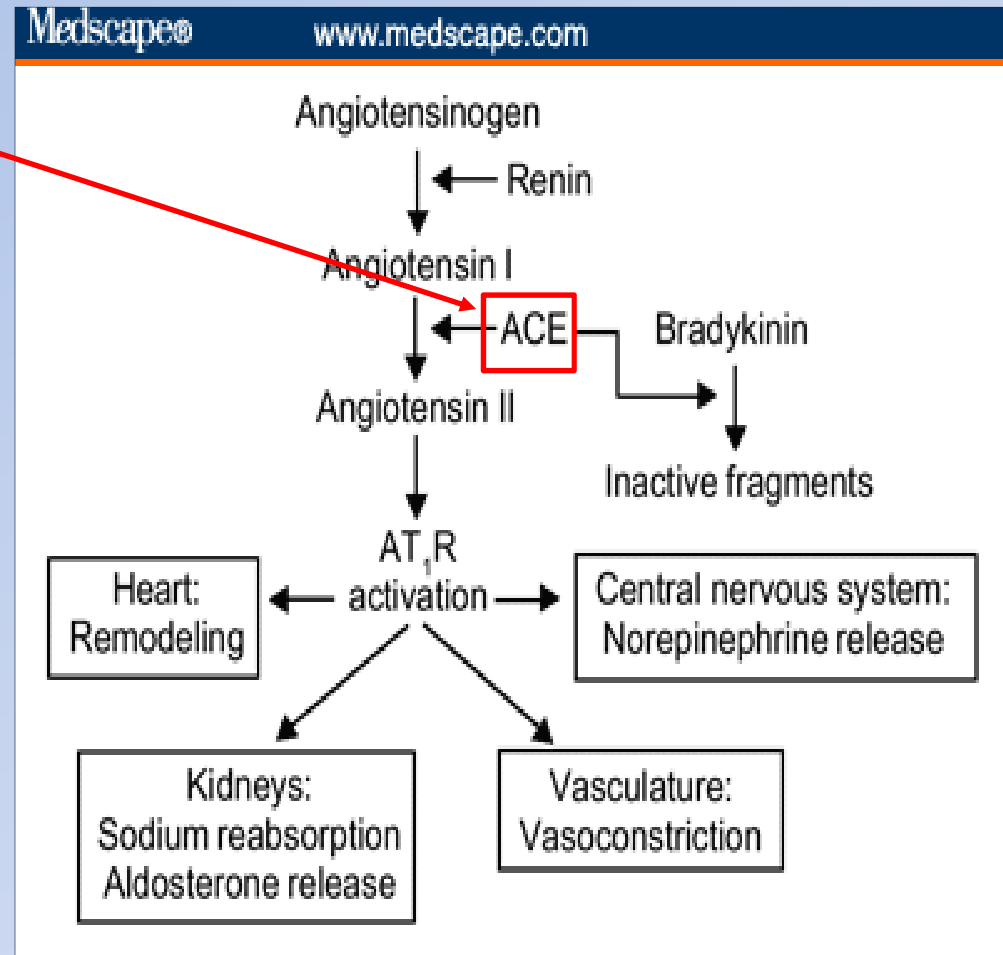 Medscape® www.medscape.com
Angiotensinogen
Renin
Angiotensin I
ACE
Bradykinin
Angiotensin II
Inactive fragments
AT₁R
activation
Heart:
Remodeling
Central nervous system:
Norepinephrine release
Kidneys:
Sodium reabsorption
Aldosterone release
Vasculature:
Vasoconstriction